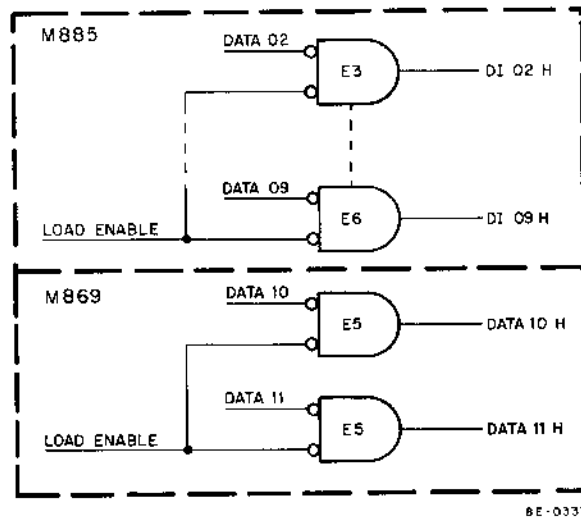 M885
DATA 02
E3
DI 02 H
DATA 09
E6
DI 09 H
LOAD ENABLE
M869
DATA 10
E5
DATA 10 H
DATA 11
E5
DATA 11 H
LOAD ENABLE